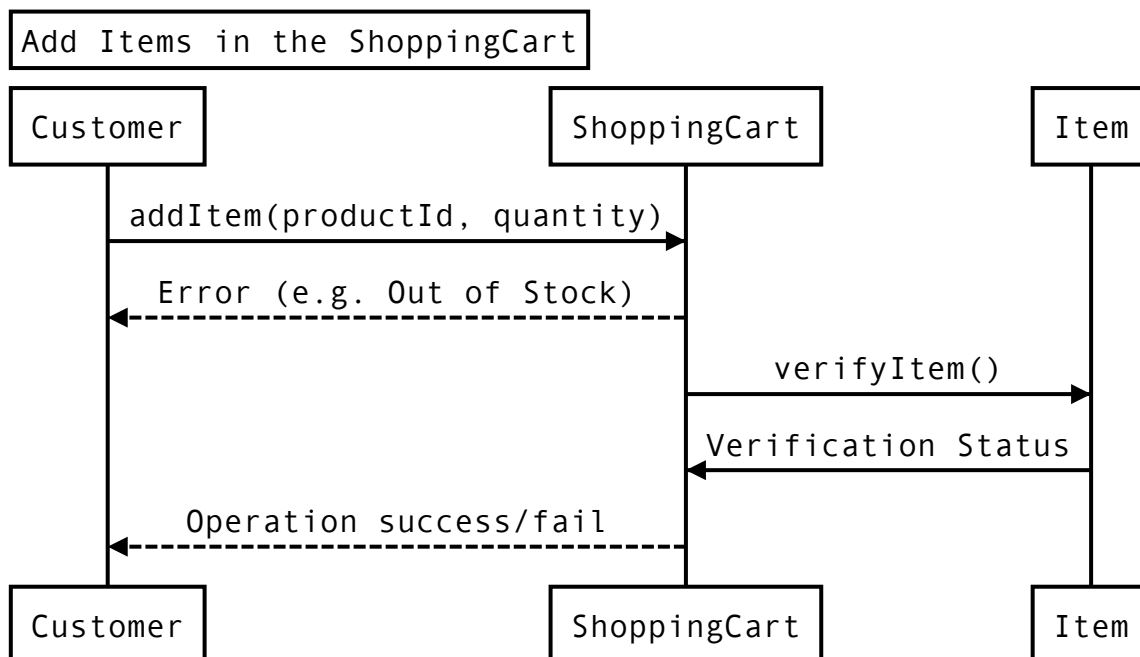 Add Items in the ShoppingCart
Customer ShoppingCart Item
addItem(productId, quantity)
Error (e.g. Out of Stock)
verifyItem()
Verification Status
Operation success/fail
Customer ShoppingCart Item